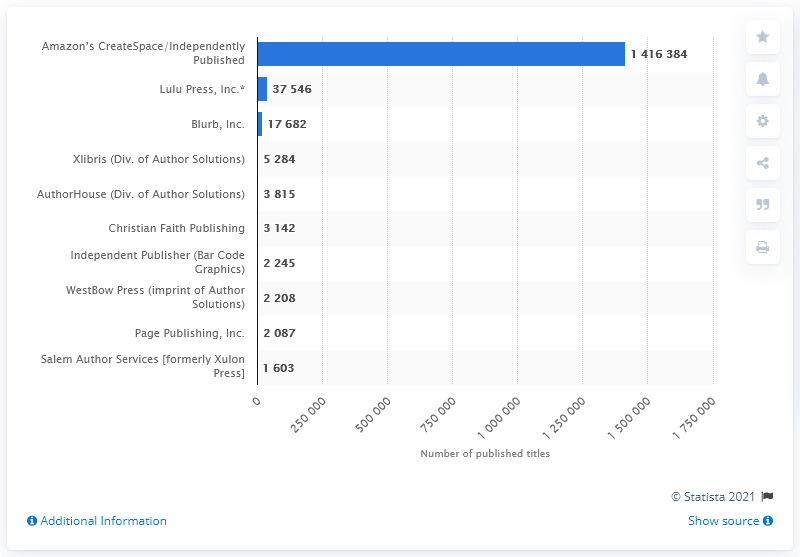 Amazon's CreateSpace/Independently
Published
1 416 384
Lulu Press, Inc.*
37 546
Blurb, Inc.
17 682
Xlibris (Div. of Author Solutions)
5 284
AuthorHouse (Div. of Author Solutions)
3 815
Christian Faith Publishing
3 142
Independent Publisher (Bar Code
Graphics)
2 245
WestBow Press (imprint of Author
Solutions)
2 208
Page Publishing, Inc.
2 087
Salem Author Services [formerly Xulon
Press]
1 603
0
250 000
500 000
750 000
1 000 000
1 250 000
1 500 000
1 750 000
Number of published titles
© Statista 2021
Additional Information
Show source